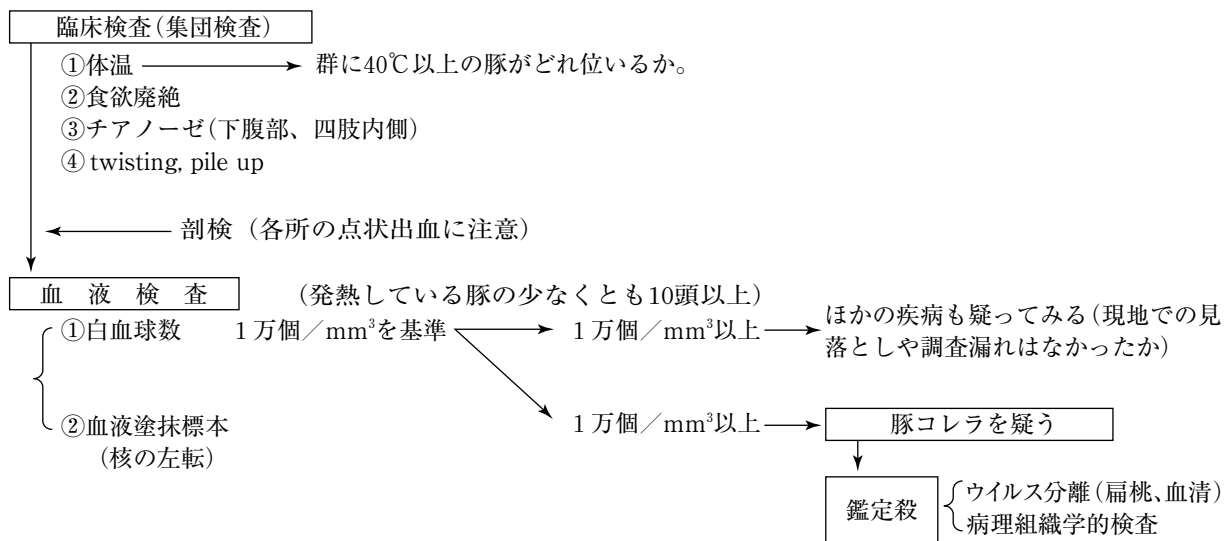 臨床検査(集団検査)
①体温 → 群に40℃以上の豚がどれ位いるか。
②食欲廃絶
③チアノーゼ(下腹部、四肢内側)
④ twisting, pile up
剖検（各所の点状出血に注意）
血液検査 （発熱している豚の少なくとも10頭以上）
①白血球数 1万個／mm³を基準 1万個／mm³以上 ほかの疾病も疑ってみる(現地での見
落としや調査漏れはなかったか)
②血液塗抹標本 1万個／mm³以上 豚コレラを疑う
(核の左転)
鑑定殺 ウイルス分離(扁桃、血清)
病理組織学的検査